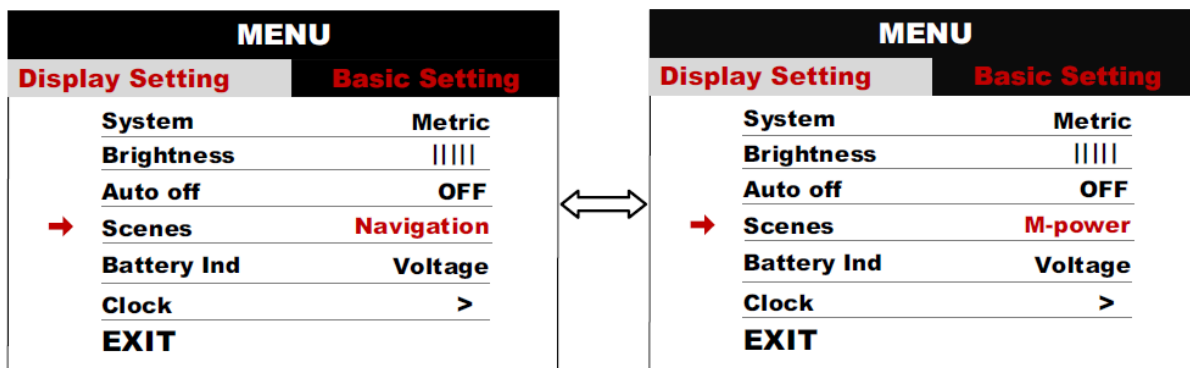 MENU
Display Setting Basic Setting
System Metric
Brightness |||||
Auto off OFF
Scenes Navigation
Battery Ind Voltage
Clock >
EXIT
MENU
Display Setting Basic Setting
System Metric
Brightness |||||
Auto off OFF
Scenes M-power
Battery Ind Voltage
Clock >
EXIT